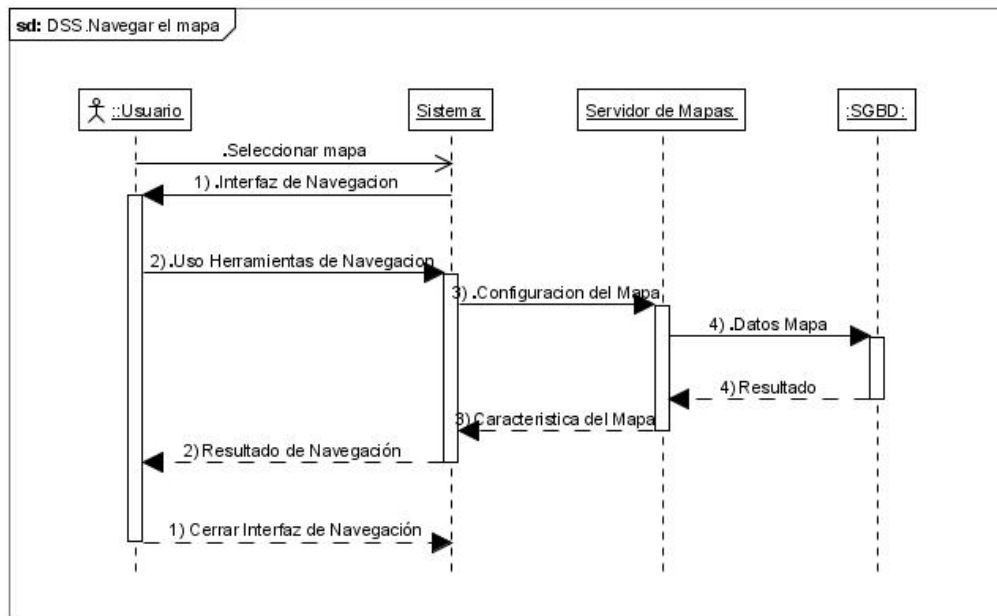 sd: DSS.Navegar el mapa
::Usuario
Sistema:
Servidor de Mapas:
:SGBD:
.Seleccionar mapa
1) .Interfaz de Navegacion
2) .Uso Herramientas de Navegacion
3) .Configuracion del Mapa
4) .Datos Mapa
4) Resultado
3) Caracteristica del Mapa
2) Resultado de Navegación
1) Cerrar Interfaz de Navegación